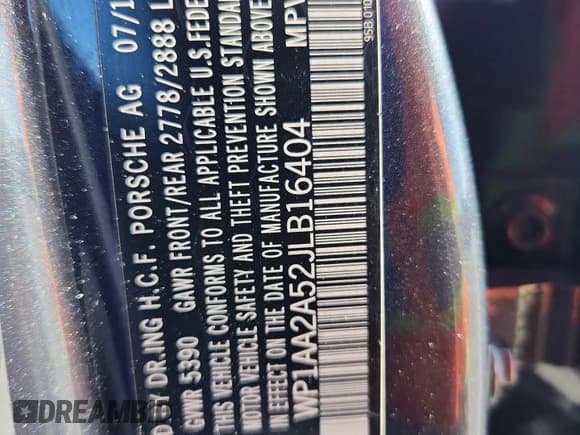 D BY DR.ING H.C.F. PORSCHE AG 07/1
GVWR 5390 GAWR FRONT/REAR 2778/2888 L
THIS VEHICLE CONFORMS TO ALL APPLICABLE U.S.FEDE
MOTOR VEHICLE SAFETY AND THEFT PREVENTION STANDA
IN EFFECT ON THE DATE OF MANUFACTURE SHOWN ABOVE
WP1AA2A52JLB16404 MPV
95B.010
DREAMBID